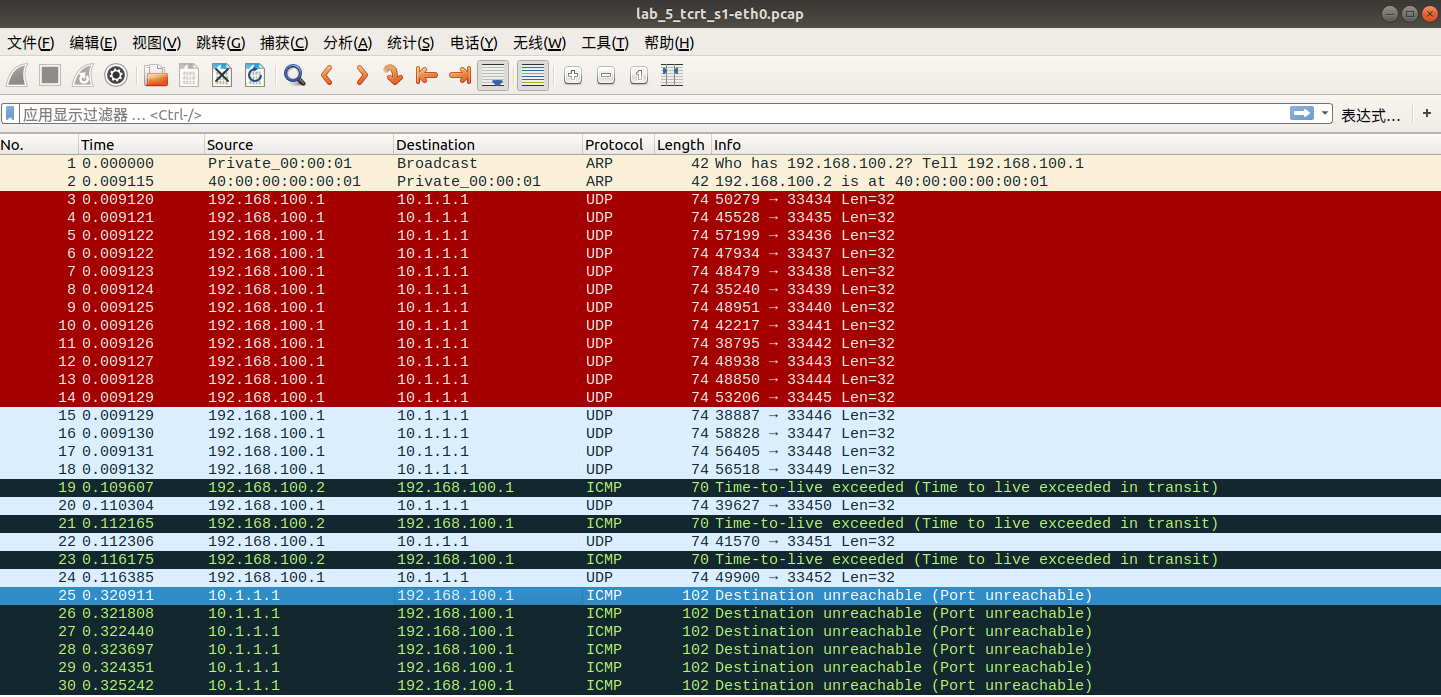 lab_5_tcrt_s1-eth0.pcap
文件(F) 编辑(E) 视图(V) 跳转(G) 捕获(C) 分析(A) 统计(S) 电话(Y) 无线(W) 工具(T) 帮助(H)
应用显示过滤器 … <Ctrl-/> 表达式… +
No. Time Source Destination Protocol Length Info
1 0.000000 Private_00:00:01 Broadcast ARP 42 Who has 192.168.100.2? Tell 192.168.100.1
2 0.009115 40:00:00:00:00:01 Private_00:00:01 ARP 42 192.168.100.2 is at 40:00:00:00:00:01
3 0.009120 192.168.100.1 10.1.1.1 UDP 74 50279 → 33434 Len=32
4 0.009121 192.168.100.1 10.1.1.1 UDP 74 45528 → 33435 Len=32
5 0.009122 192.168.100.1 10.1.1.1 UDP 74 57199 → 33436 Len=32
6 0.009122 192.168.100.1 10.1.1.1 UDP 74 47934 → 33437 Len=32
7 0.009123 192.168.100.1 10.1.1.1 UDP 74 48479 → 33438 Len=32
8 0.009124 192.168.100.1 10.1.1.1 UDP 74 35240 → 33439 Len=32
9 0.009125 192.168.100.1 10.1.1.1 UDP 74 48951 → 33440 Len=32
10 0.009126 192.168.100.1 10.1.1.1 UDP 74 42217 → 33441 Len=32
11 0.009126 192.168.100.1 10.1.1.1 UDP 74 38795 → 33442 Len=32
12 0.009127 192.168.100.1 10.1.1.1 UDP 74 48938 → 33443 Len=32
13 0.009128 192.168.100.1 10.1.1.1 UDP 74 48850 → 33444 Len=32
14 0.009129 192.168.100.1 10.1.1.1 UDP 74 53206 → 33445 Len=32
15 0.009129 192.168.100.1 10.1.1.1 UDP 74 38887 → 33446 Len=32
16 0.009130 192.168.100.1 10.1.1.1 UDP 74 58828 → 33447 Len=32
17 0.009131 192.168.100.1 10.1.1.1 UDP 74 56405 → 33448 Len=32
18 0.009132 192.168.100.1 10.1.1.1 UDP 74 56518 → 33449 Len=32
19 0.109607 192.168.100.2 192.168.100.1 ICMP 70 Time-to-live exceeded (Time to live exceeded in transit)
20 0.110304 192.168.100.1 10.1.1.1 UDP 74 39627 → 33450 Len=32
21 0.112165 192.168.100.2 192.168.100.1 ICMP 70 Time-to-live exceeded (Time to live exceeded in transit)
22 0.112306 192.168.100.1 10.1.1.1 UDP 74 41570 → 33451 Len=32
23 0.116175 192.168.100.2 192.168.100.1 ICMP 70 Time-to-live exceeded (Time to live exceeded in transit)
24 0.116385 192.168.100.1 10.1.1.1 UDP 74 49900 → 33452 Len=32
25 0.320911 10.1.1.1 192.168.100.1 ICMP 102 Destination unreachable (Port unreachable)
26 0.321808 10.1.1.1 192.168.100.1 ICMP 102 Destination unreachable (Port unreachable)
27 0.322440 10.1.1.1 192.168.100.1 ICMP 102 Destination unreachable (Port unreachable)
28 0.323697 10.1.1.1 192.168.100.1 ICMP 102 Destination unreachable (Port unreachable)
29 0.324351 10.1.1.1 192.168.100.1 ICMP 102 Destination unreachable (Port unreachable)
30 0.325242 10.1.1.1 192.168.100.1 ICMP 102 Destination unreachable (Port unreachable)